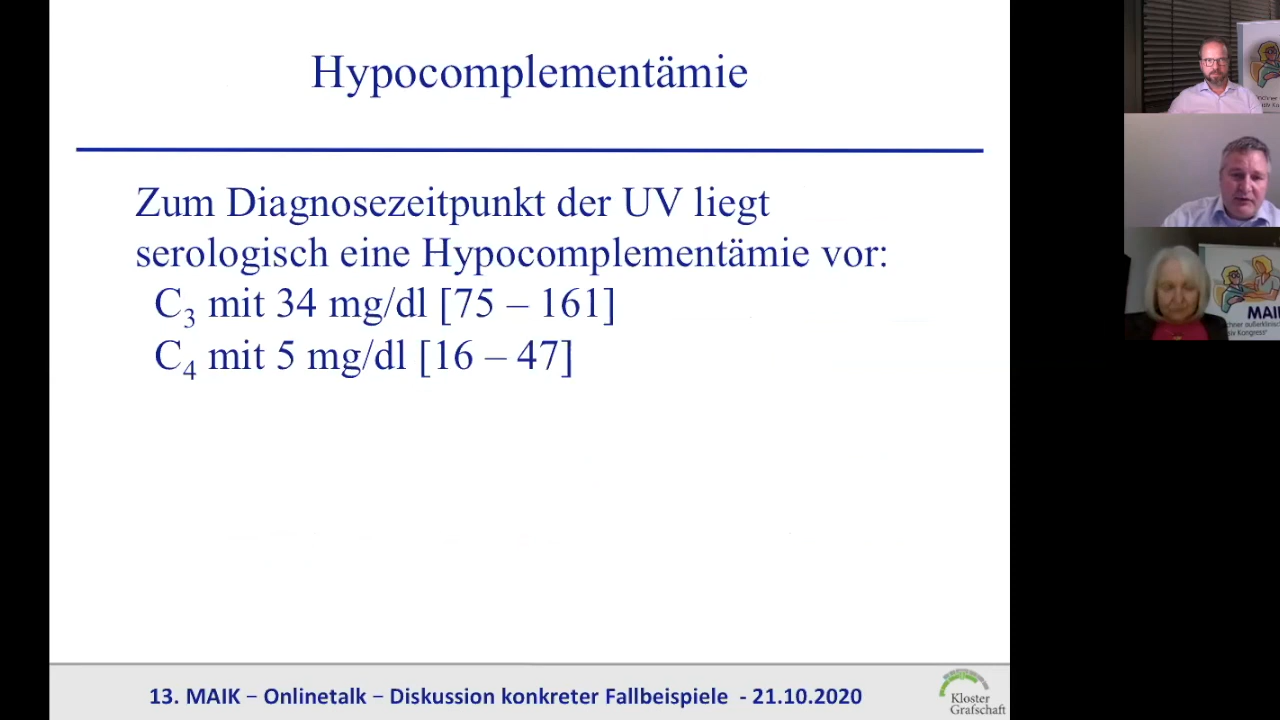 Hypocomplementämie
Zum Diagnosezeitpunkt der UV liegt
serologisch eine Hypocomplementämie vor:
C₃ mit 34 mg/dl [75 – 161]
C₄ mit 5 mg/dl [16 – 47]
13. MAIK – Onlinetalk – Diskussion konkreter Fallbeispiele - 21.10.2020
Kloster
Grafschaft
MAIK
Kongress